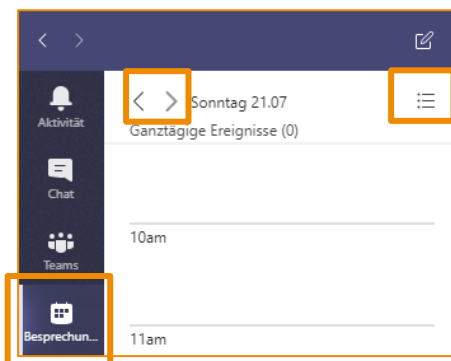 Sonntag 21.07
Ganztägige Ereignisse (0)
Aktivität
Chat
Teams
Besprechun...
10am
11am